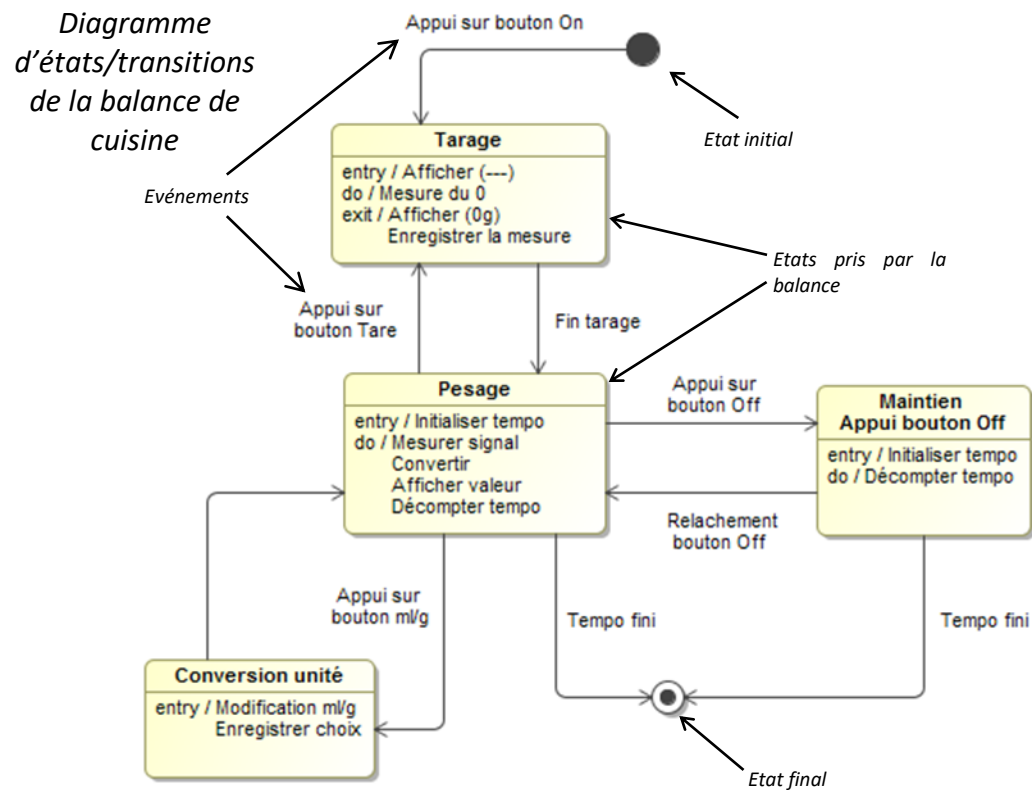 Diagramme
d'états/transitions
de la balance de
cuisine
Appui sur bouton On
Etat initial
Evénements
Tarage
entry / Afficher (---)
do / Mesure du 0
exit / Afficher (0g)
Enregistrer la mesure
Etats pris par la
balance
Appui sur
bouton Tare
Fin tarage
Pesage
entry / Initialiser tempo
do / Mesurer signal
Convertir
Afficher valeur
Décompter tempo
Appui sur
bouton Off
Maintien
Appui bouton Off
entry / Initialiser tempo
do / Décompter tempo
Relachement
bouton Off
Appui sur
bouton ml/g
Tempo fini
Tempo fini
Conversion unité
entry / Modification ml/g
Enregistrer choix
Etat final